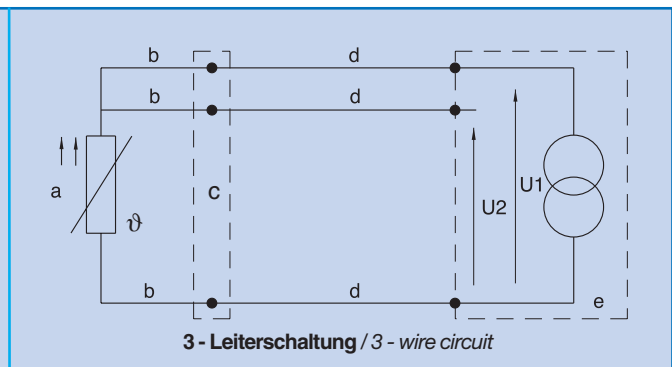 b d
b d
a
ϑ
c
U2
U1
b d
e
3 - Leiterschaltung / 3 - wire circuit